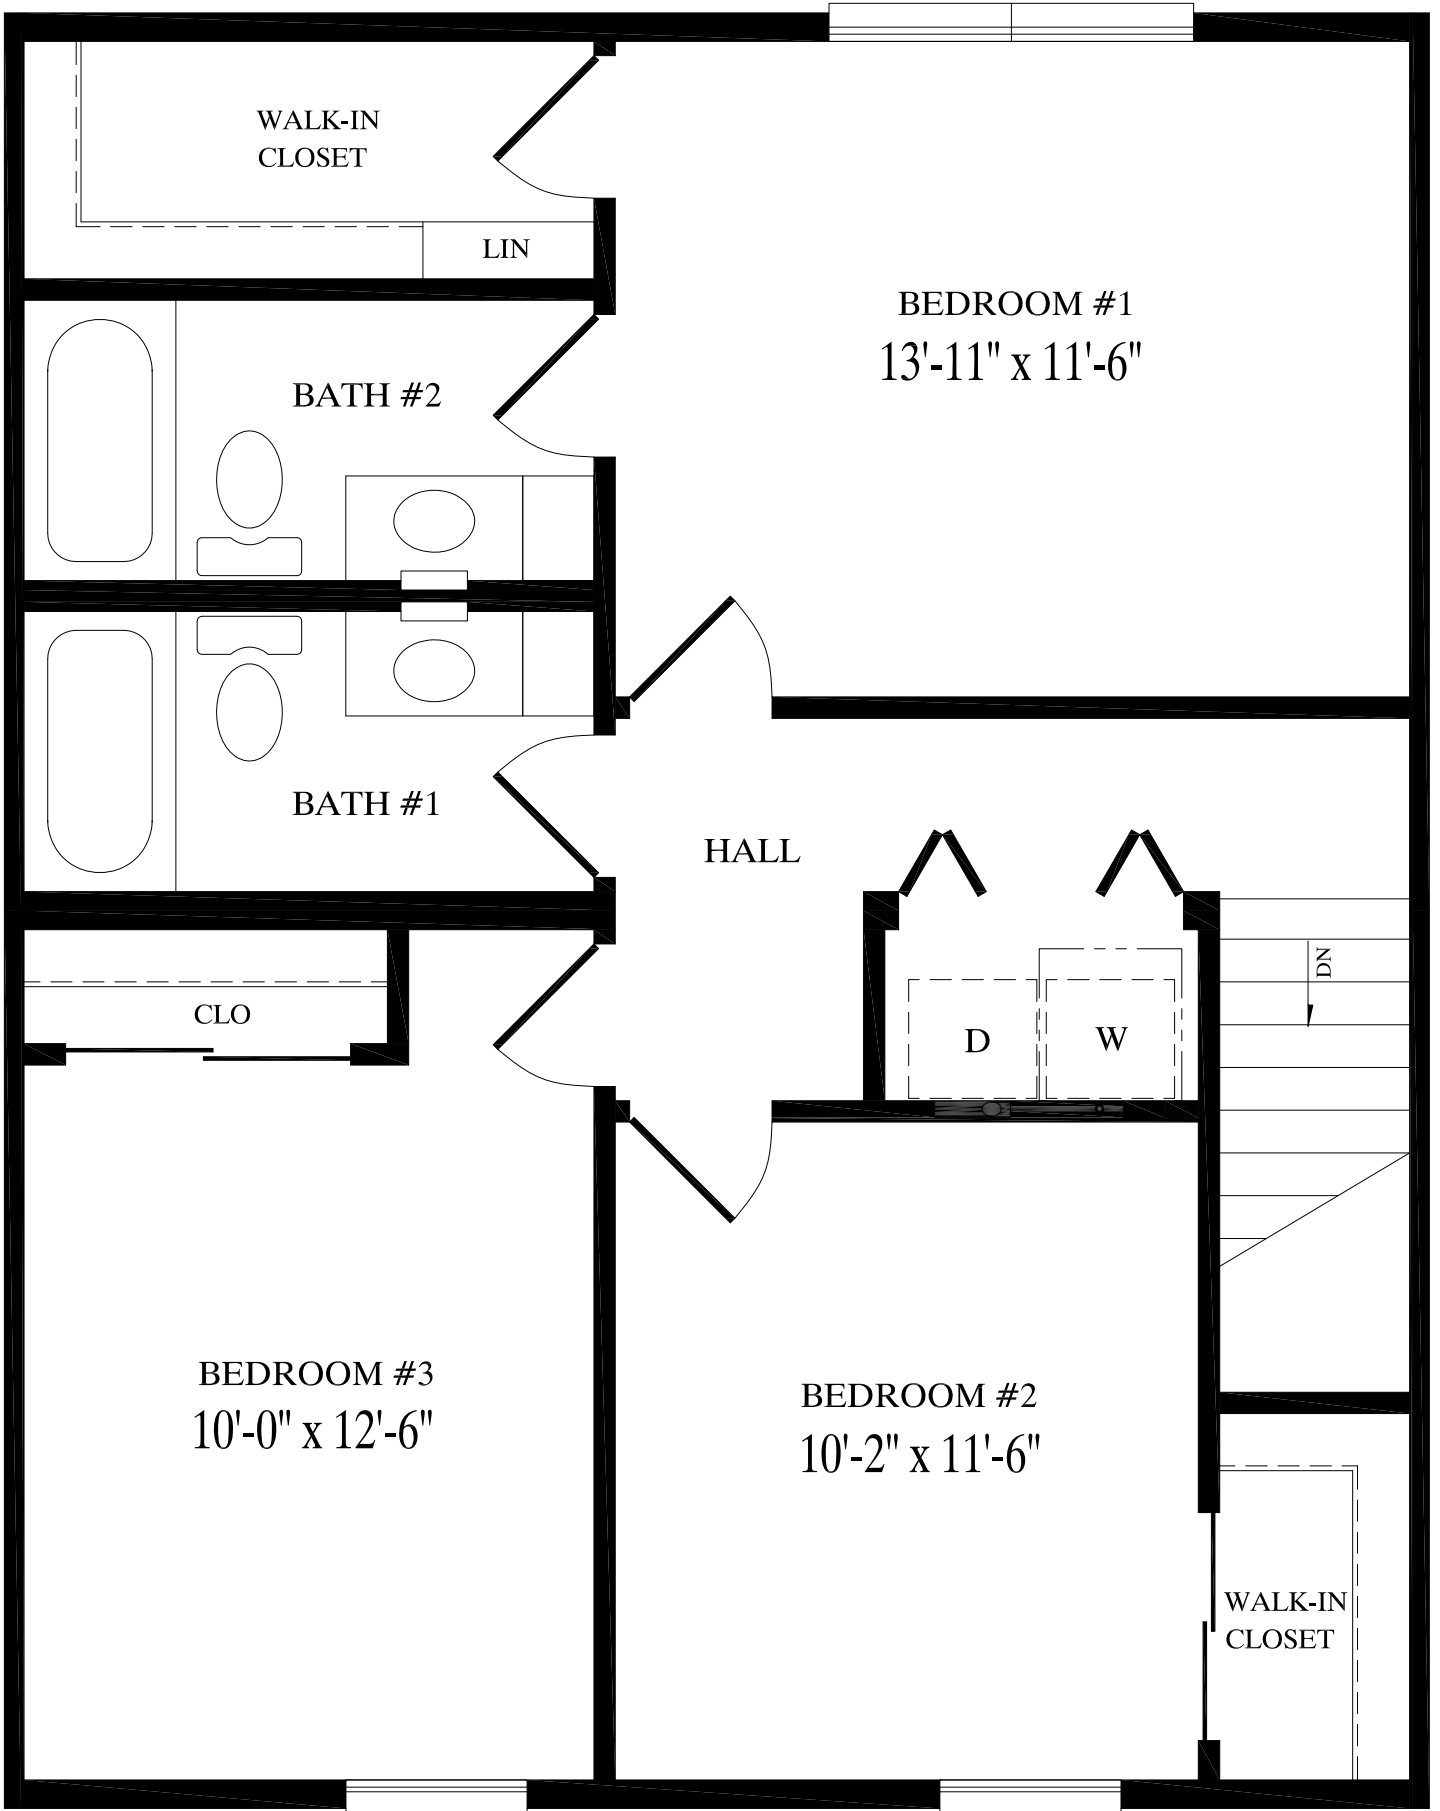 WALK-IN
CLOSET
LIN
BEDROOM #1
13'-11" x 11'-6"
BATH #2
BATH #1
HALL
DN
CLO
D
W
BEDROOM #3
10'-0" x 12'-6"
BEDROOM #2
10'-2" x 11'-6"
WALK-IN
CLOSET